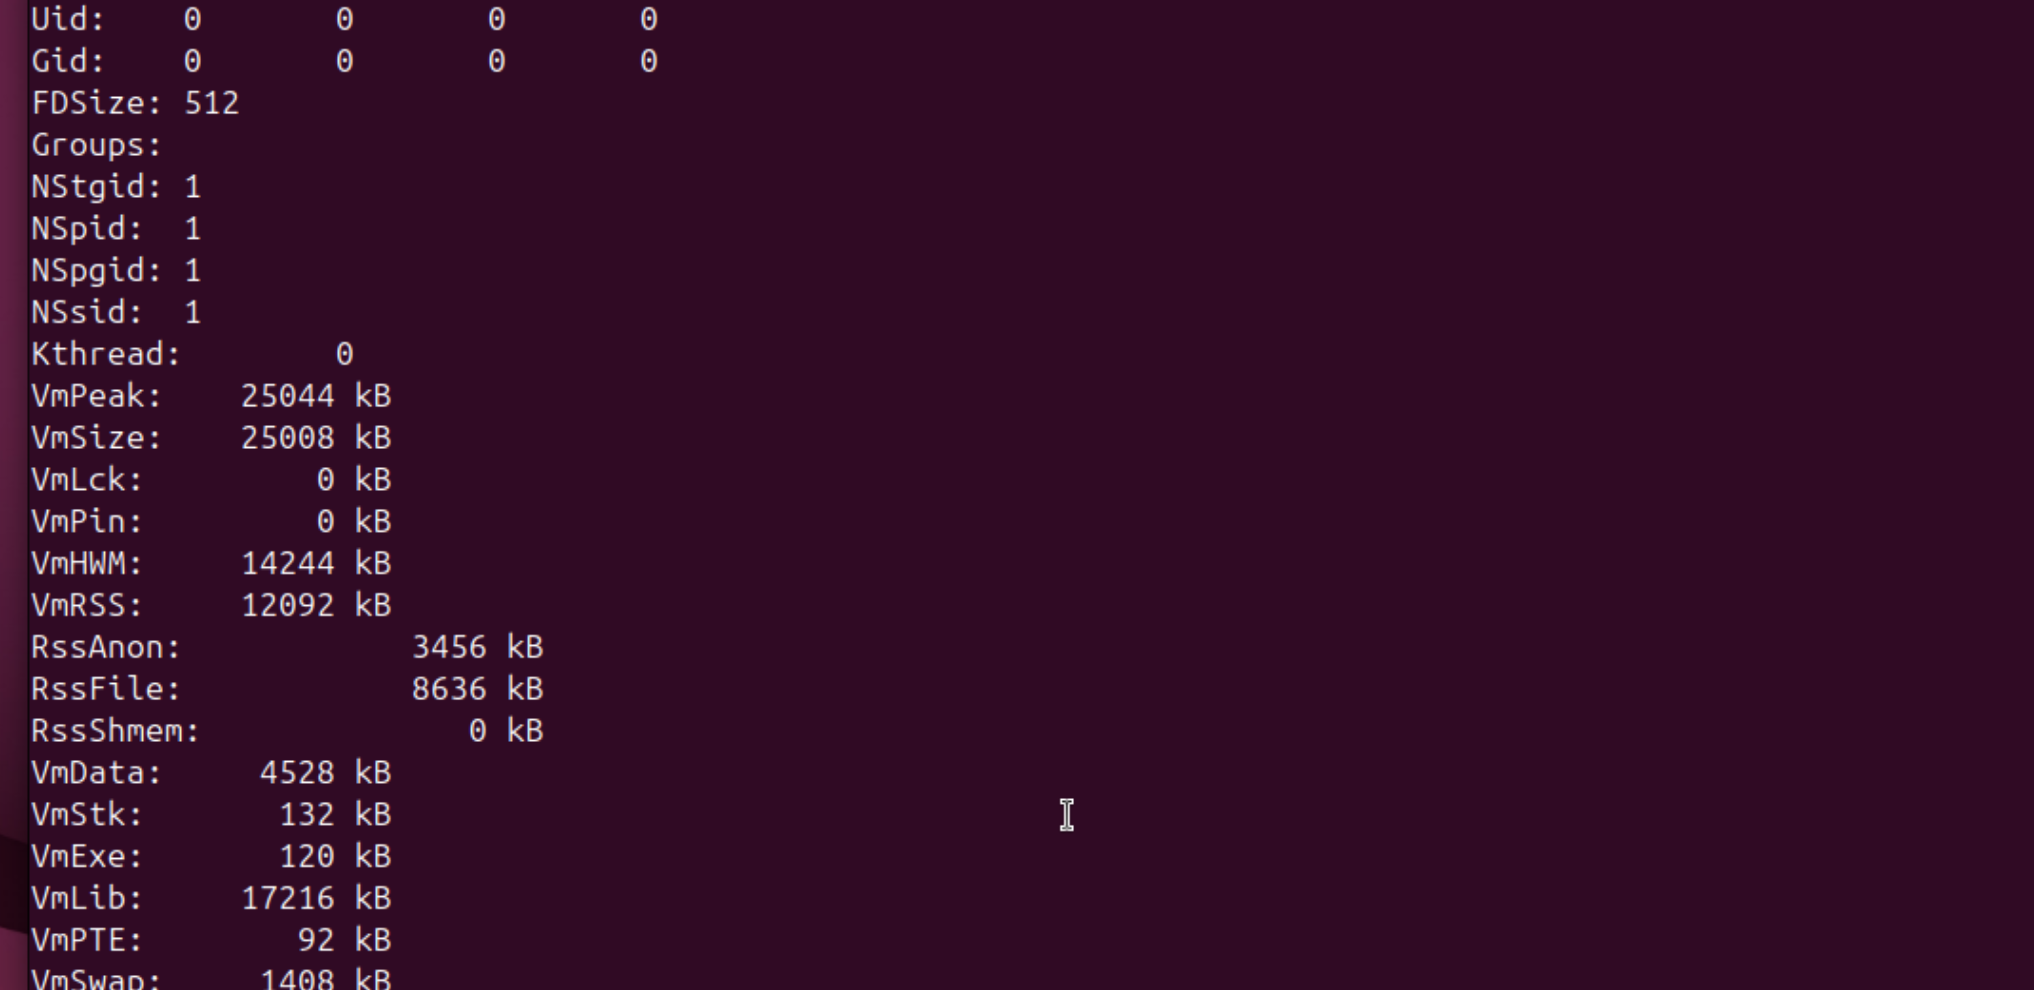 Uid:	0	0	0	0
Gid:	0	0	0	0
FDSize:	512
Groups:
NStgid:	1
NSpid:	1
NSpgid:	1
NSsid:	1
Kthread:	0
VmPeak:	   25044 kB
VmSize:	   25008 kB
VmLck:	       0 kB
VmPin:	       0 kB
VmHWM:	   14244 kB
VmRSS:	   12092 kB
RssAnon:	    3456 kB
RssFile:	    8636 kB
RssShmem:	       0 kB
VmData:	    4528 kB
VmStk:	     132 kB
VmExe:	     120 kB
VmLib:	   17216 kB
VmPTE:	      92 kB
VmSwap:	    1408 kB